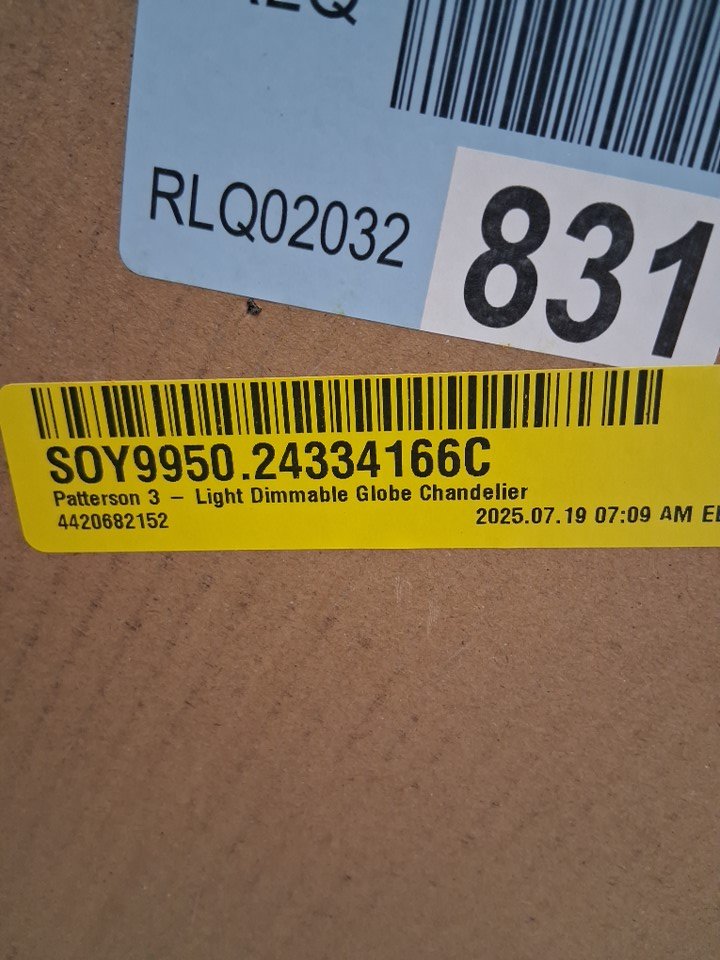 RLQ02032
831
SOY9950.24334166C
Patterson 3 – Light Dimmable Globe Chandelier
4420682152
2025.07.19 07:09 AM